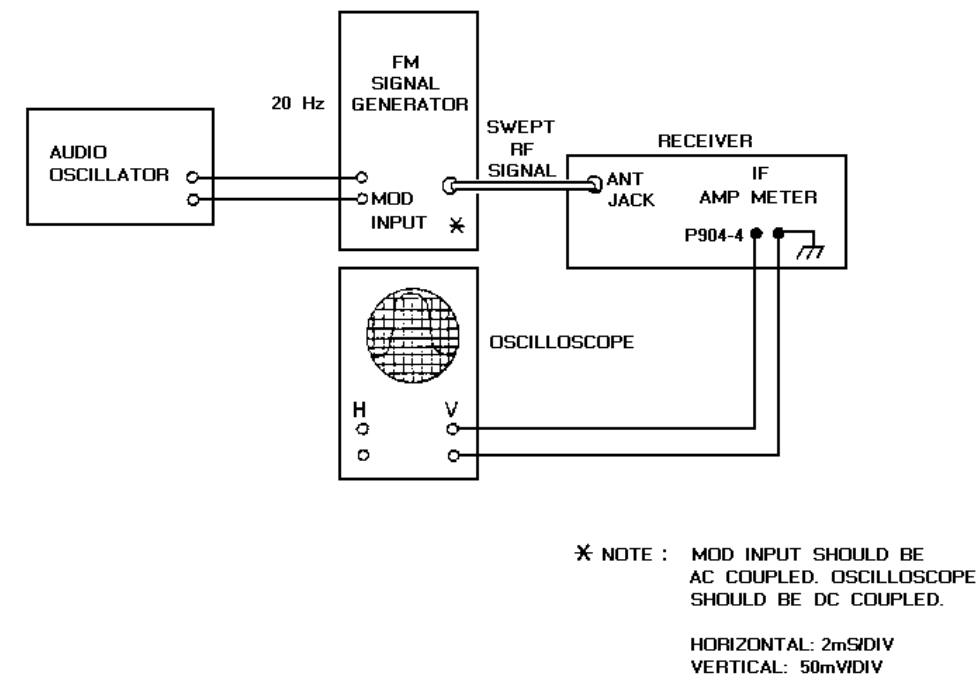 FM
SIGNAL
GENERATOR
20 Hz
AUDIO
OSCILLATOR
MOD
INPUT
*
SWEPT
RF
SIGNAL
RECEIVER
ANT
JACK
IF
AMP METER
P904-4
OSCILLOSCOPE
H V
* NOTE : MOD INPUT SHOULD BE
AC COUPLED. OSCILLOSCOPE
SHOULD BE DC COUPLED.
HORIZONTAL: 2mS/DIV
VERTICAL: 50mV/DIV